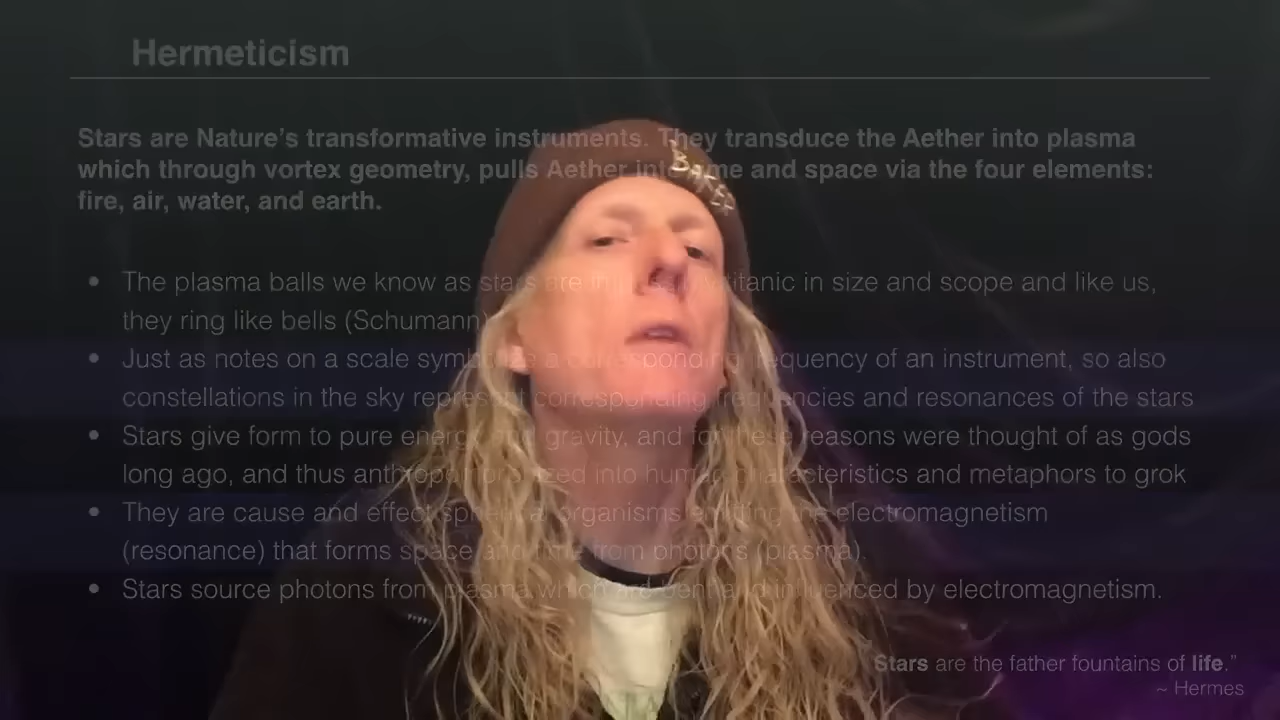 Hermeticism
Stars are Nature's transformative instruments. They transduce the Aether into plasma
which through vortex geometry, pulls Aether and space via the four elements:
fire, air, water, and earth.
• The plasma balls we know as stars are titanic in size and scope and like us,
they ring like bells (Schumann)
• Just as notes on a scale symbolize a corresponding frequency of an instrument, so also
constellations in the sky represent corresponding frequencies and resonances of the stars
• Stars give form to pure energy, gravity, and these reasons were thought of as gods
long ago, and thus into human characteristics and metaphors to grok
• They are cause and effect organisms the electromagnetism
(resonance) that forms space and time from photons (plasma).
• Stars source photons from plasma which are bent and influenced by electromagnetism.
Stars are the father fountains of life."
~ Hermes